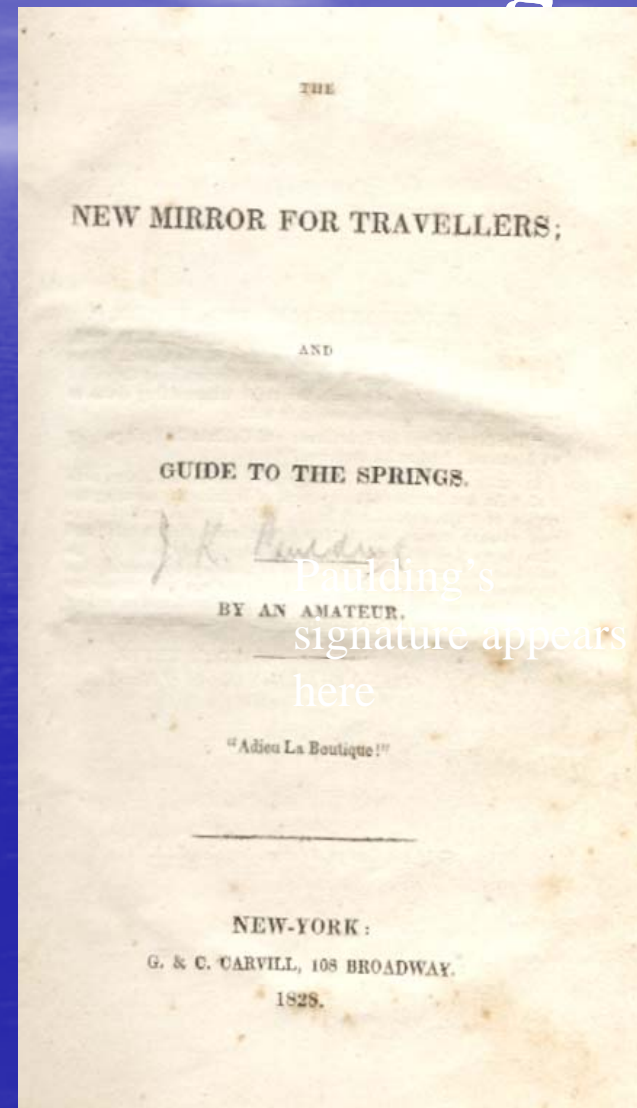 THE
NEW MIRROR FOR TRAVELLERS;
AND
GUIDE TO THE SPRINGS.
J. K. Paulding
Paulding's
BY AN AMATEUR.
signature appears
here
"Adieu La Boutique!"
NEW-YORK:
G. & C. CARVILL, 108 BROADWAY.
1828.